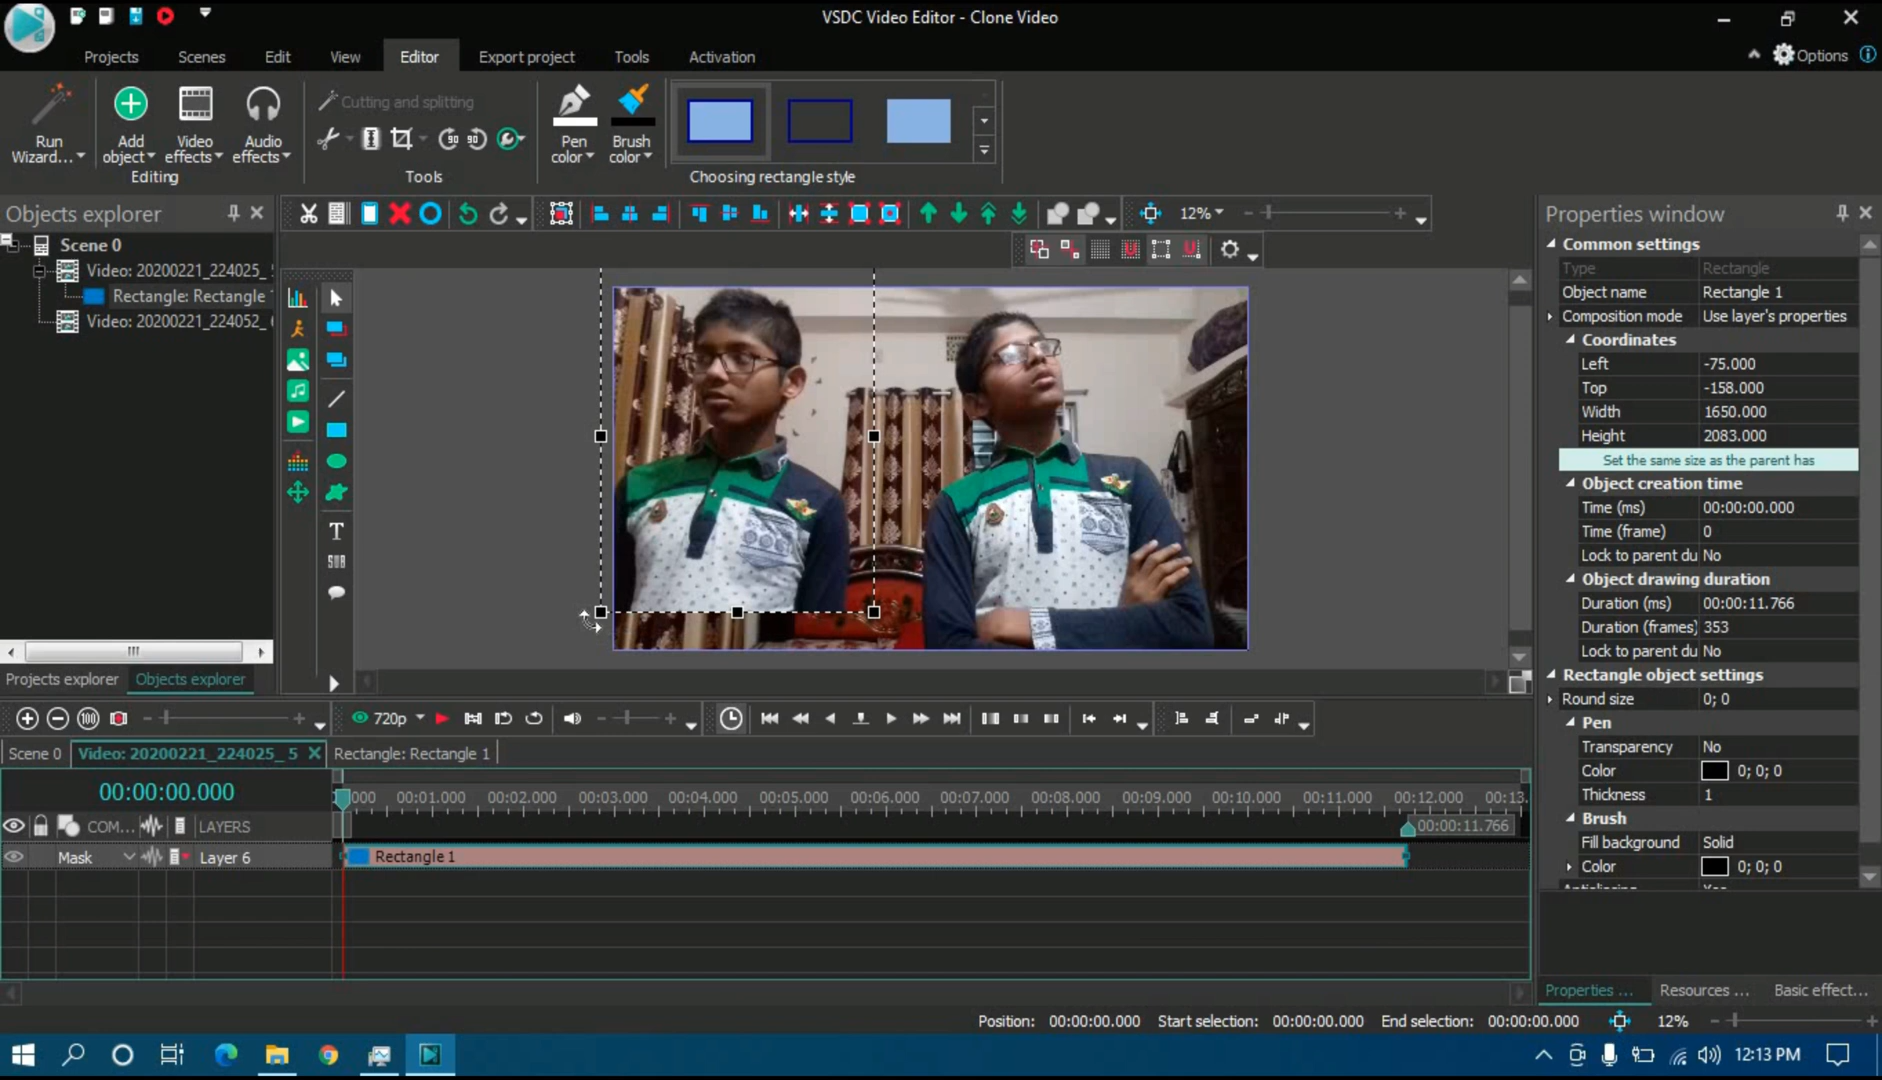 VSDC Video Editor - Clone Video
Projects Scenes Edit View Editor Export project Tools Activation
Options
Run Wizard...
Add object
Video effects
Audio effects
Editing
Cutting and splitting
Tools
Pen color
Brush color
Choosing rectangle style
Objects explorer
12%
Properties window
Scene 0
Video: 20200221_224025_
Rectangle: Rectangle
Video: 20200221_224052_
Common settings
Type Rectangle
Object name Rectangle 1
Composition mode Use layer's properties
Coordinates
Left -75.000
Top -158.000
Width 1650.000
Height 2083.000
Set the same size as the parent has
Object creation time
Time (ms) 00:00:00.000
Time (frame) 0
Lock to parent du No
Object drawing duration
Duration (ms) 00:00:11.766
Duration (frames) 353
Lock to parent du No
Rectangle object settings
Round size 0; 0
Pen
Transparency No
Color 0; 0; 0
Thickness 1
Brush
Fill background Solid
Color 0; 0; 0
T
SUB
Projects explorer Objects explorer
720p
Scene 0 Video: 20200221_224025_ 5 Rectangle: Rectangle 1
00:00:00.000
000 00:01.000 00:02.000 00:03.000 00:04.000 00:05.000 00:06.000 00:07.000 00:08.000 00:09.000 00:10.000 00:11.000 00:12.000 00:13.
COM... LAYERS
00:00:11.766
Mask Layer 6 Rectangle 1
Properties ... Resources ... Basic effect...
Position: 00:00:00.000 Start selection: 00:00:00.000 End selection: 00:00:00.000 12%
12:13 PM